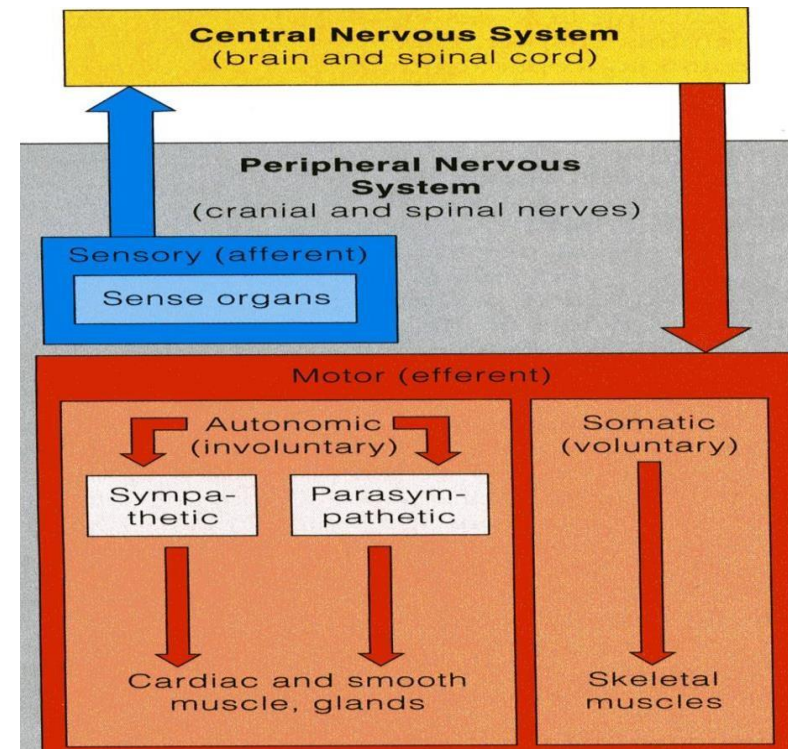 Central Nervous System
(brain and spinal cord)
Peripheral Nervous
System
(cranial and spinal nerves)
Sensory (afferent)
Sense organs
Motor (efferent)
Autonomic
(involuntary)
Sympa-
thetic
Parasym-
pathetic
Cardiac and smooth
muscle, glands
Somatic
(voluntary)
Skeletal
muscles